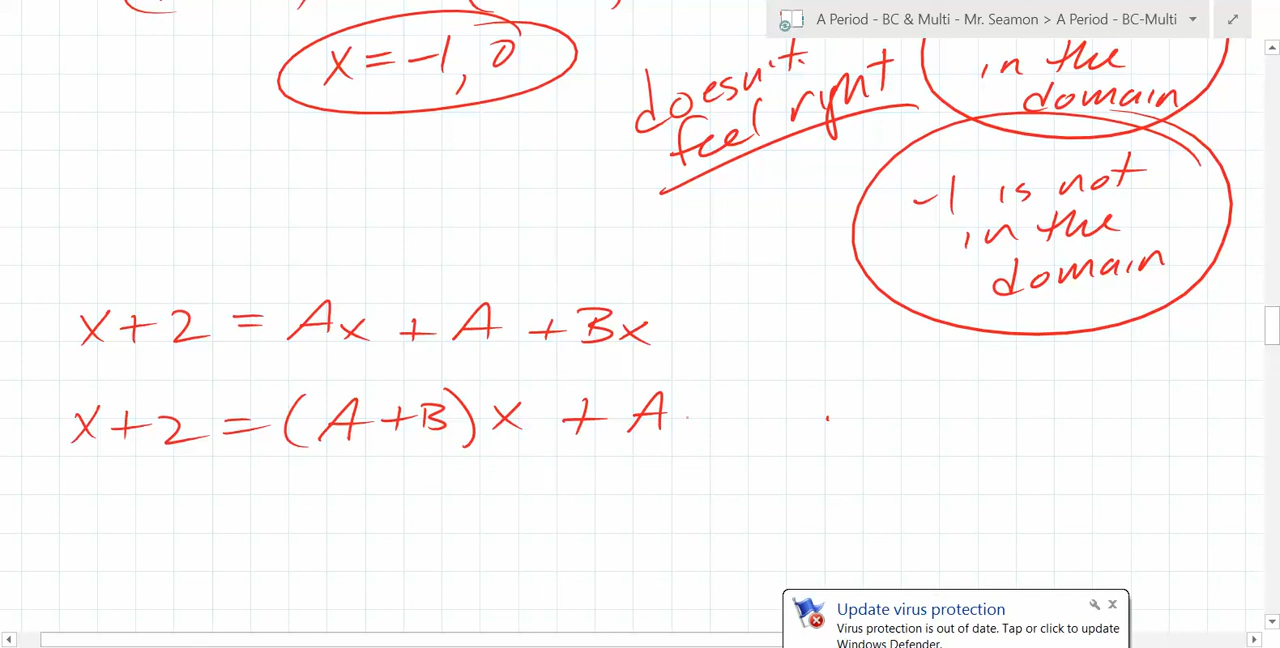 A Period - BC & Multi - Mr. Seamon > A Period - BC-Multi
x = -1, 0
doesn't
feel right
in the
domain
-1 is not
in the
domain
x + 2 = Ax + A + Bx
x + 2 = (A + B)x + A
Update virus protection
Virus protection is out of date. Tap or click to update
Windows Defender.